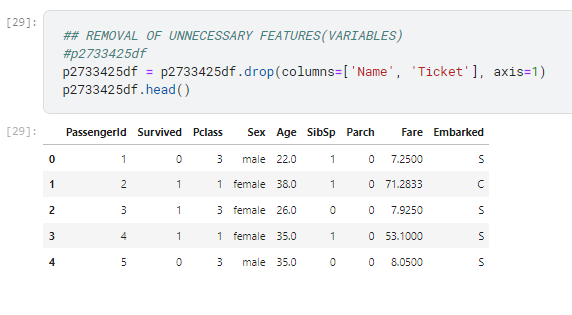 [29]:
## REMOVAL OF UNNECESSARY FEATURES(VARIABLES)
#p2733425df
p2733425df = p2733425df.drop(columns=['Name', 'Ticket'], axis=1)
p2733425df.head()
[29]:
PassengerId Survived Pclass Sex Age SibSp Parch Fare Embarked
0 1 0 3 male 22.0 1 0 7.2500 S
1 2 1 1 female 38.0 1 0 71.2833 C
2 3 1 3 female 26.0 0 0 7.9250 S
3 4 1 1 female 35.0 1 0 53.1000 S
4 5 0 3 male 35.0 0 0 8.0500 S